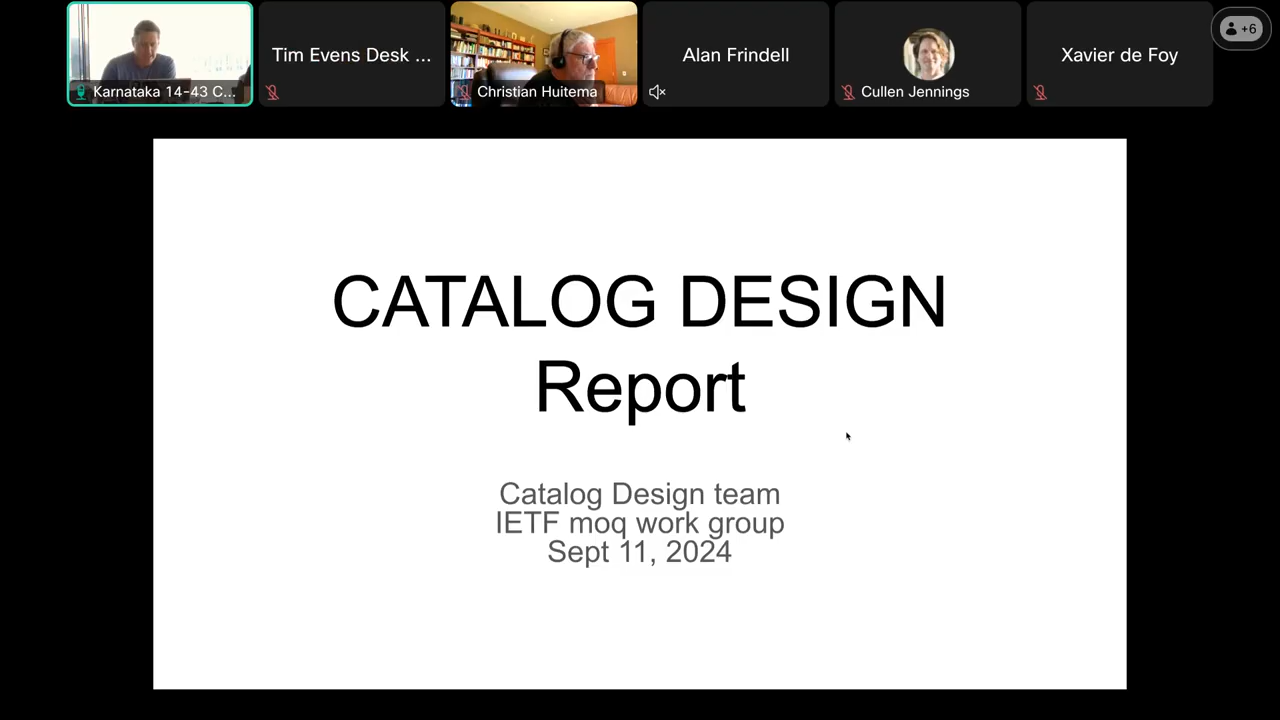 Karnataka 14-43 C...
Tim Evens Desk ...
Christian Huitema
Alan Frindell
Cullen Jennings
Xavier de Foy
+6
CATALOG DESIGN
Report
Catalog Design team
IETF moq work group
Sept 11, 2024